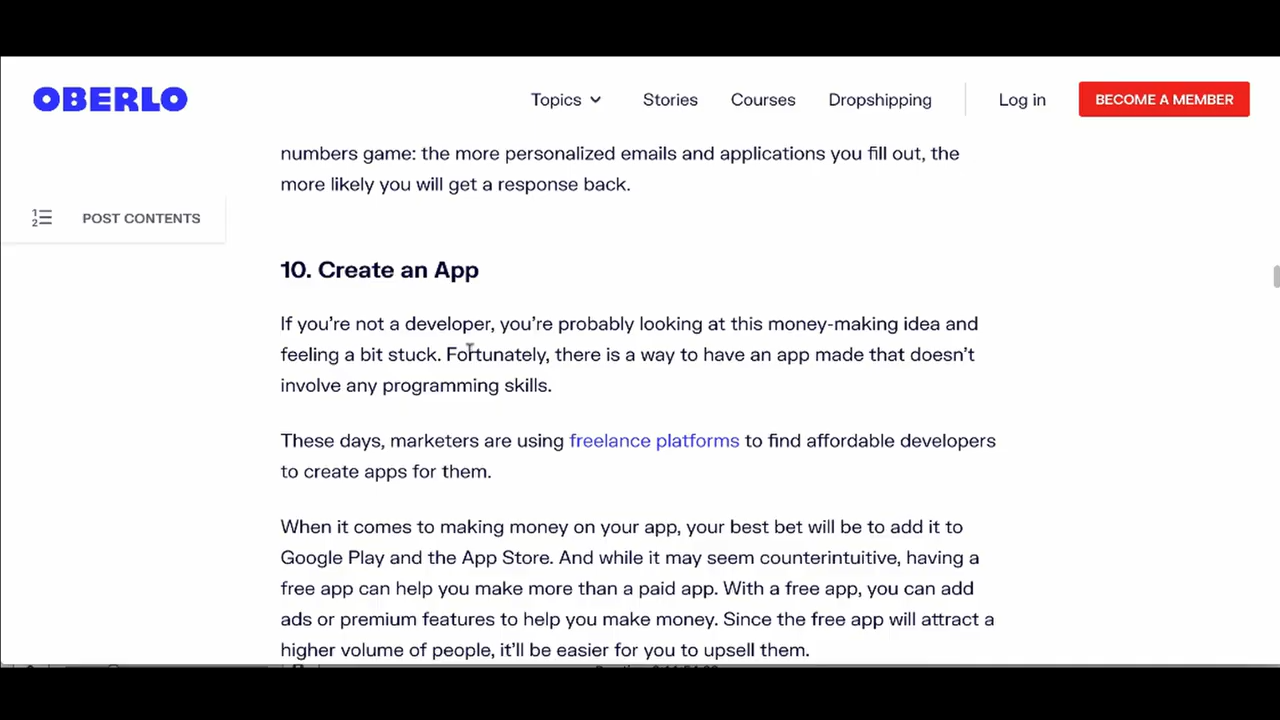 OBERLO
Topics
Stories
Courses
Dropshipping
Log in
BECOME A MEMBER
numbers game: the more personalized emails and applications you fill out, the
more likely you will get a response back.
1
2
POST CONTENTS
10. Create an App
If you’re not a developer, you’re probably looking at this money-making idea and
feeling a bit stuck. Fortunately, there is a way to have an app made that doesn’t
involve any programming skills.
These days, marketers are using freelance platforms to find affordable developers
to create apps for them.
When it comes to making money on your app, your best bet will be to add it to
Google Play and the App Store. And while it may seem counterintuitive, having a
free app can help you make more than a paid app. With a free app, you can add
ads or premium features to help you make money. Since the free app will attract a
higher volume of people, it’ll be easier for you to upsell them.